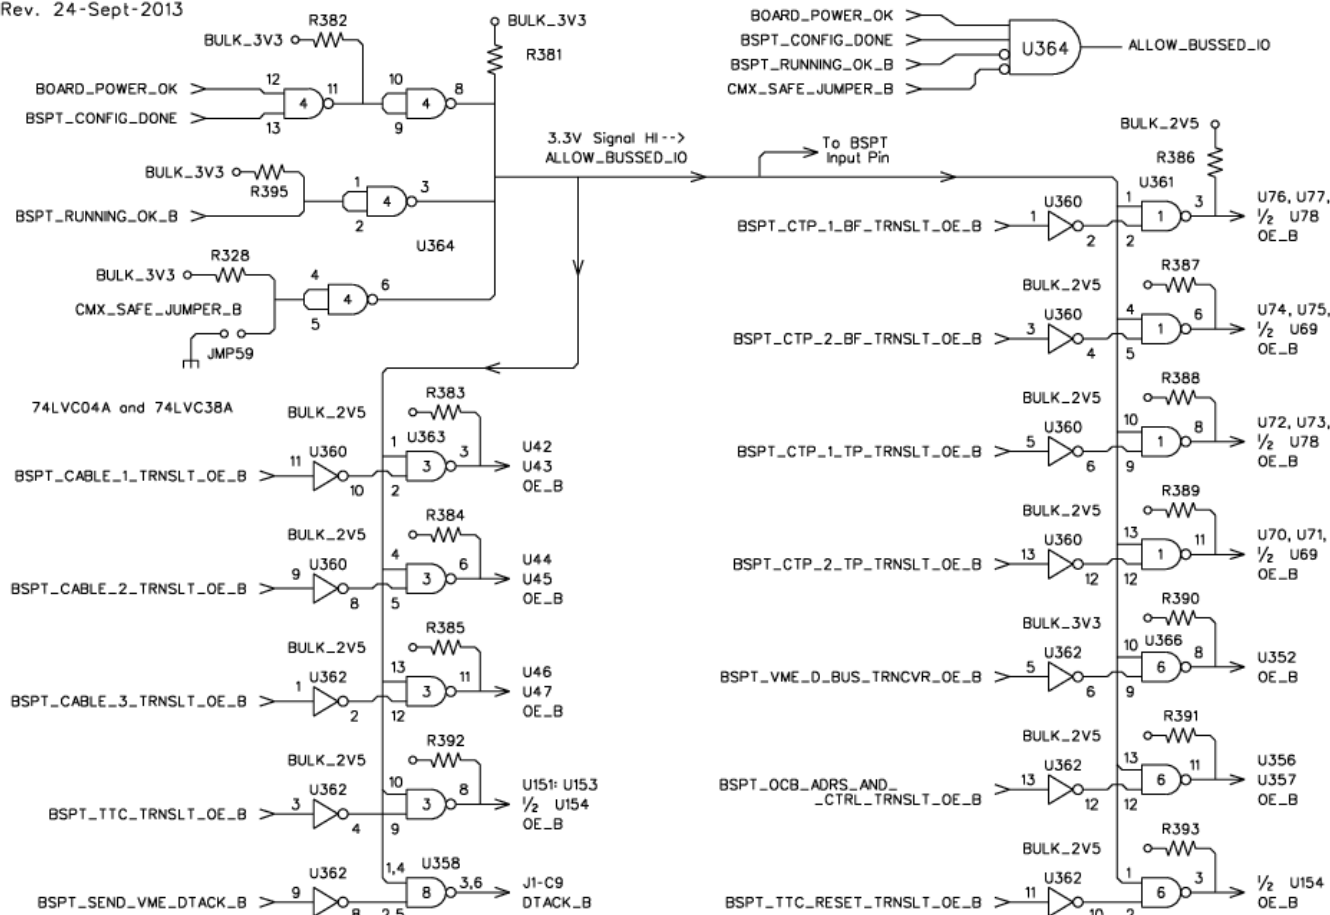 Rev. 24-Sept-2013
R382
BULK_3V3
BULK_3V3
R381
BOARD_POWER_OK
12
11
10
8
4
4
BSPT_CONFIG_DONE
13
9
BULK_3V3
R395
1
3
4
BSPT_RUNNING_OK_B
2
U364
R328
BULK_3V3
4
6
4
CMX_SAFE_JUMPER_B
5
JMP59
74LVC04A and 74LVC38A
BOARD_POWER_OK
BSPT_CONFIG_DONE
BSPT_RUNNING_OK_B
CMX_SAFE_JUMPER_B
U364
ALLOW_BUSSED_IO
3.3V Signal HI-->
ALLOW_BUSSED_IO
To BSPT
Input Pin
R383
BULK_2V5
U363
1
3
3
U42
U43
OE_B
BSPT_CABLE_1_TRNSLT_OE_B
11
U360
10
2
R384
BULK_2V5
4
6
3
U44
U45
OE_B
BSPT_CABLE_2_TRNSLT_OE_B
9
U360
8
5
R385
BULK_2V5
13
11
3
U46
U47
OE_B
BSPT_CABLE_3_TRNSLT_OE_B
1
U362
2
12
R392
BULK_2V5
10
8
3
U151: U153
1/2 U154
OE_B
BSPT_TTC_TRNSLT_OE_B
3
U362
4
9
U358
1,4
3,6
8
J1-C9
DTACK_B
BSPT_SEND_VME_DTACK_B
9
U362
8
2,5
BULK_2V5
R386
U361
1
3
1
U76, U77,
1/2 U78
OE_B
BSPT_CTP_1_BF_TRNSLT_OE_B
1
U360
2
2
R387
BULK_2V5
4
6
1
U74, U75,
1/2 U69
OE_B
BSPT_CTP_2_BF_TRNSLT_OE_B
3
U360
4
5
R388
BULK_2V5
10
8
1
U72, U73,
1/2 U78
OE_B
BSPT_CTP_1_TP_TRNSLT_OE_B
5
U360
6
9
R389
BULK_2V5
13
11
1
U70, U71,
1/2 U69
OE_B
BSPT_CTP_2_TP_TRNSLT_OE_B
13
U360
12
12
R390
BULK_3V3
U366
10
8
6
U352
OE_B
BSPT_VME_D_BUS_TRNCVR_OE_B
5
U362
6
9
R391
BULK_2V5
13
11
6
U356
U357
OE_B
BSPT_OCB_ADRS_AND_
_CTRL_TRNSLT_OE_B
13
U362
12
12
R393
BULK_2V5
1
3
6
1/2 U154
OE_B
BSPT_TTC_RESET_TRNSLT_OE_B
11
U362
10
2